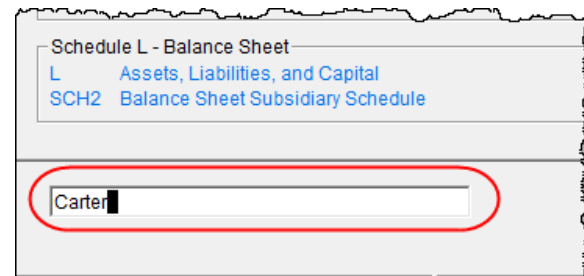 Schedule L - Balance Sheet
L Assets, Liabilities, and Capital
SCH2 Balance Sheet Subsidiary Schedule
Carter